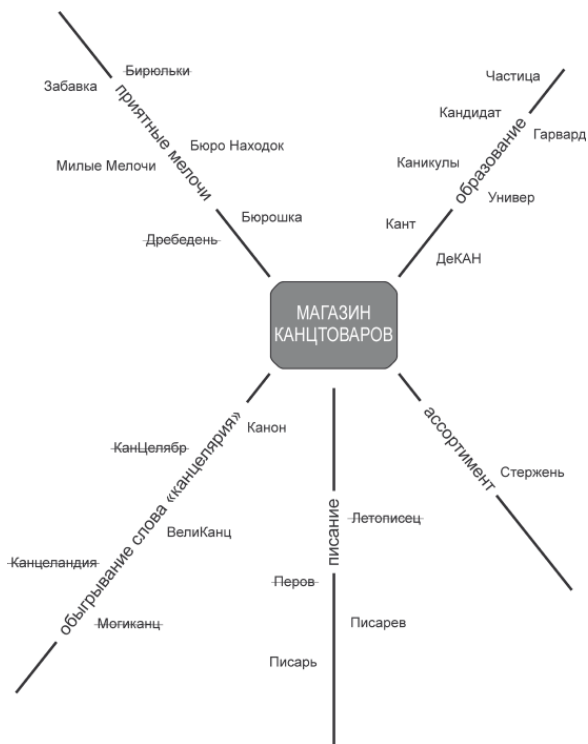 Бирюльки
Забавка
приятные мелочи
Бюро Находок
Милые Мелочи
Бюрошка
Дребедень
Частица
Кандидат
Гарвард
образование
Каникулы
Универ
Кант
ДеКАН
МАГАЗИН
КАНЦТОВАРОВ
Канон
КанЦелябр
обыгрывание слова «канцелярия»
ВелиКанц
Канцеландия
Могиканц
писание
Летописец
Перов
Писарев
Писарь
ассортимент
Стержень